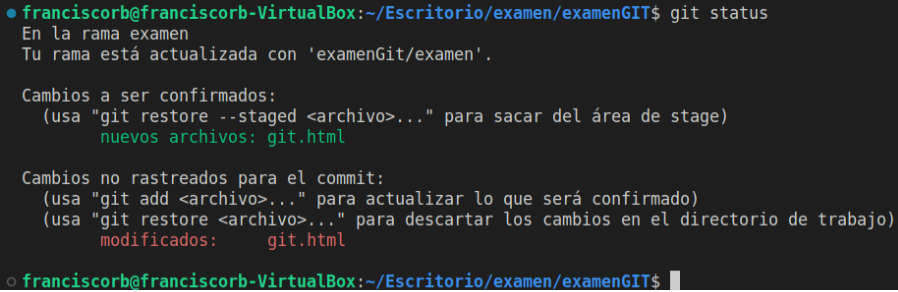 franciscorb@franciscorb-VirtualBox:~/Escritorio/examen/examenGIT$ git status
En la rama examen
Tu rama está actualizada con 'examenGit/examen'.
Cambios a ser confirmados:
(usa "git restore --staged <archivo>..." para sacar del área de stage)
nuevos archivos: git.html
Cambios no rastreados para el commit:
(usa "git add <archivo>..." para actualizar lo que será confirmado)
(usa "git restore <archivo>..." para descartar los cambios en el directorio de trabajo)
modificados:     git.html
franciscorb@franciscorb-VirtualBox:~/Escritorio/examen/examenGIT$